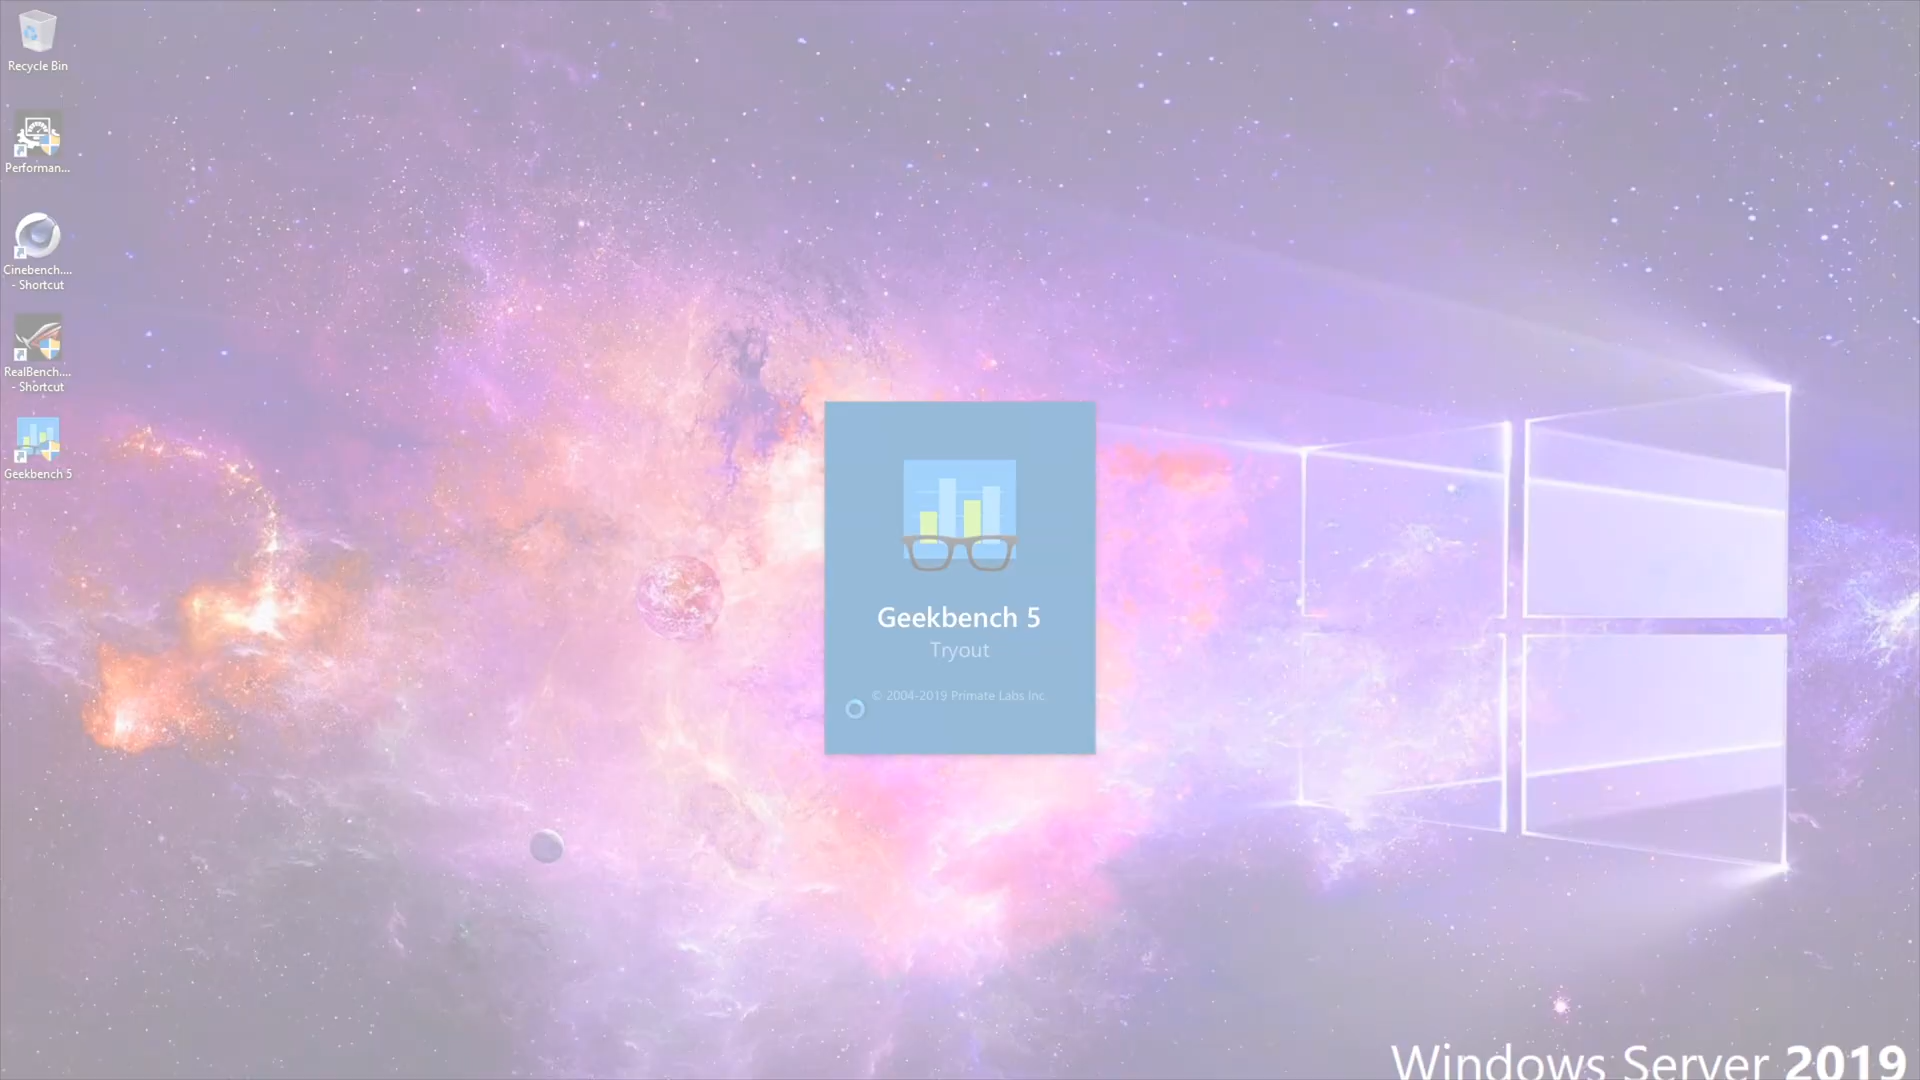 Recycle Bin
Performan...
Cinebench....
- Shortcut
RealBench....
- Shortcut
Geekbench 5
Geekbench 5
Tryout
© 2004-2019 Primate Labs Inc.
Windows Server 2019